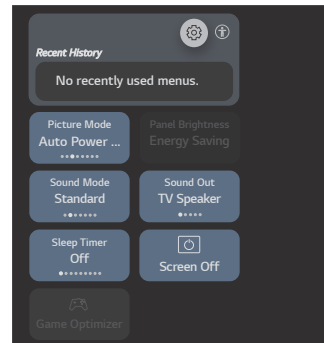 Recent History
No recently used menus.
Picture Mode
Auto Power ...
Panel Brightness
Energy Saving
Sound Mode
Standard
Sound Out
TV Speaker
Sleep Timer
Off
Screen Off
Game Optimizer